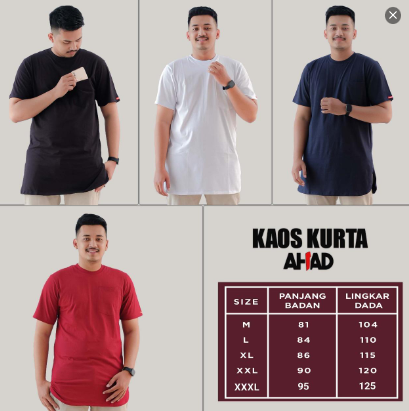 KAOS KURTA
AHAD
SIZE PANJANG BADAN LINGKAR DADA
M 81 104
L 84 110
XL 86 115
XXL 90 120
XXXL 95 125